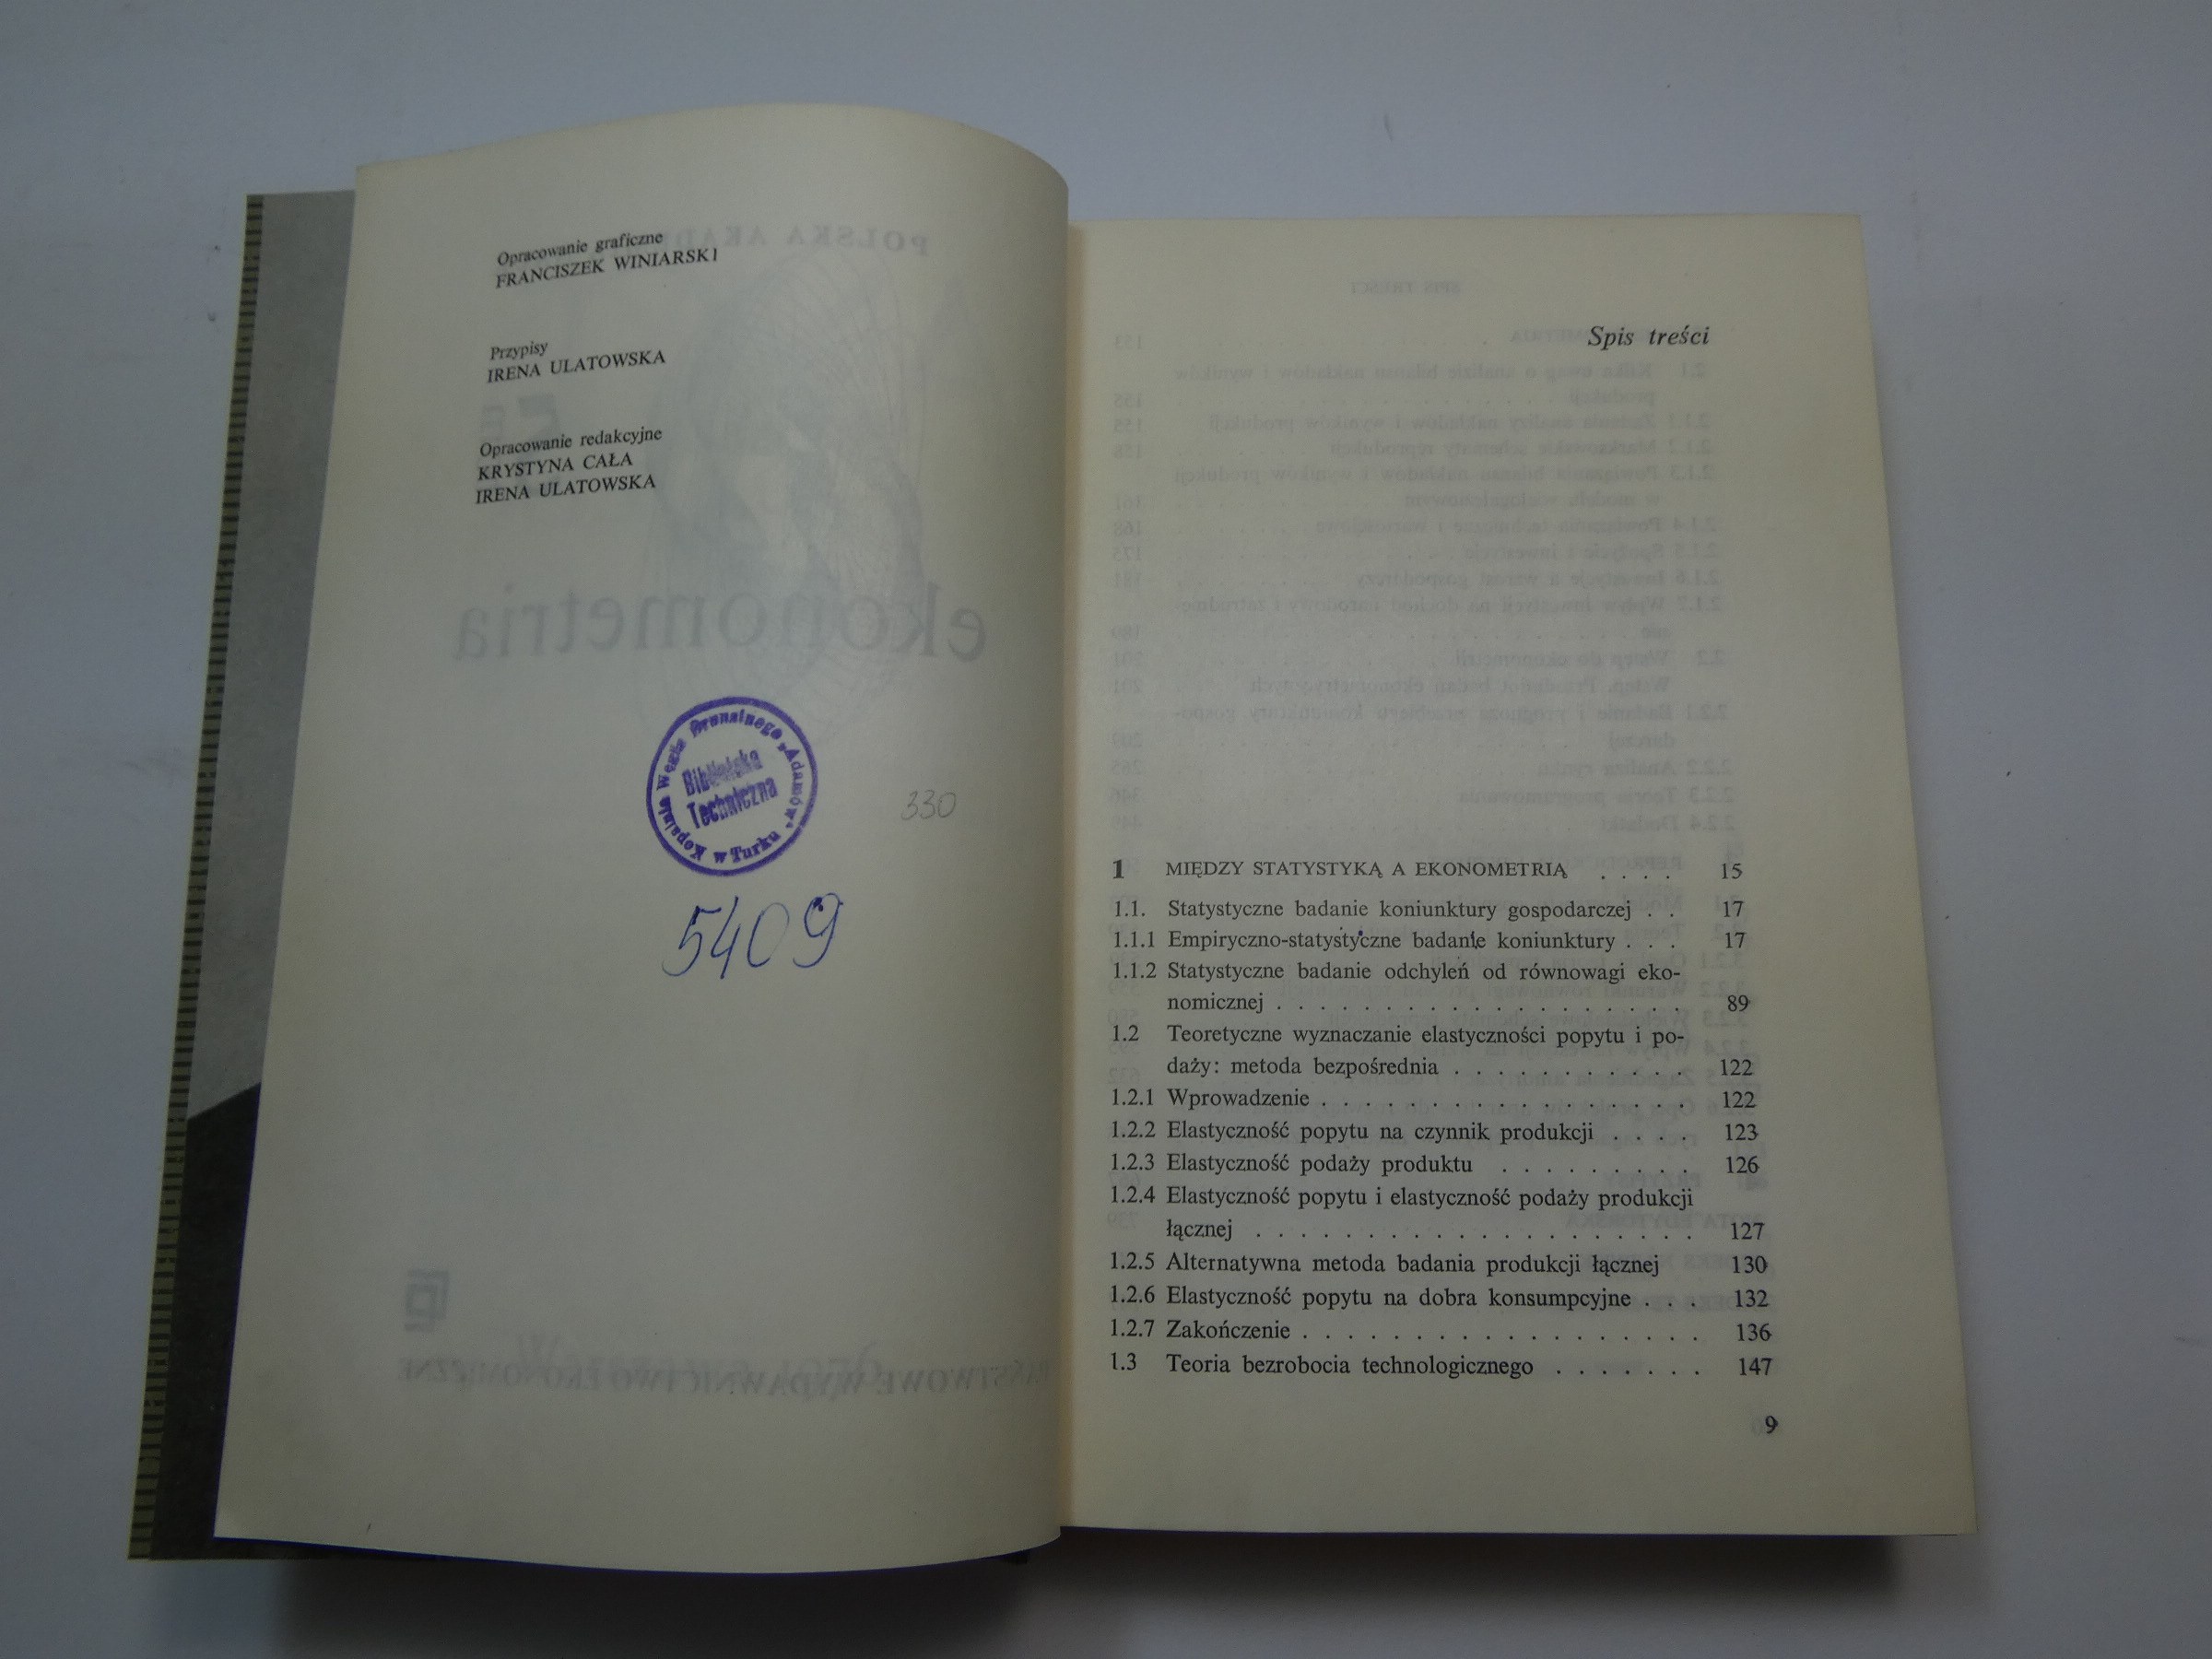 Opracowanie graficzne
FRANCISZEK WINIARSKI
Przypisy
IRENA ULATOWSKA
Opracowanie redakcyjne
KRYSTYNA CAŁA
IRENA ULATOWSKA
ekonometria
Kopalnia Węgla Brunatnego „Adamów" w Turku
Biblioteka
Techniczna
330
5409
Spis treści
1 MIĘDZY STATYSTYKĄ A EKONOMETRIĄ . . . . 15
1.1. Statystyczne badanie koniunktury gospodarczej . . 17
1.1.1 Empiryczno-statystyczne badanie koniunktury . . . 17
1.1.2 Statystyczne badanie odchyleń od równowagi eko-
nomicznej . . . . . . . . . . . . . . . . . . 89
1.2 Teoretyczne wyznaczanie elastyczności popytu i po-
daży: metoda bezpośrednia . . . . . . . . . . . 122
1.2.1 Wprowadzenie . . . . . . . . . . . . . . . . . 122
1.2.2 Elastyczność popytu na czynnik produkcji . . . . 123
1.2.3 Elastyczność podaży produktu . . . . . . . . . 126
1.2.4 Elastyczność popytu i elastyczność podaży produkcji
łącznej . . . . . . . . . . . . . . . . . . . . 127
1.2.5 Alternatywna metoda badania produkcji łącznej 130
1.2.6 Elastyczność popytu na dobra konsumpcyjne . . . 132
1.2.7 Zakończenie . . . . . . . . . . . . . . . . . . 136
1.3 Teoria bezrobocia technologicznego . . . . . . . 147
9